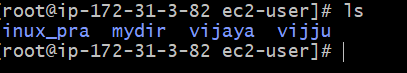 [root@ip-172-31-3-82 ec2-user]# ls
inux_pra  mydir  vijaya  vijju
[root@ip-172-31-3-82 ec2-user]#